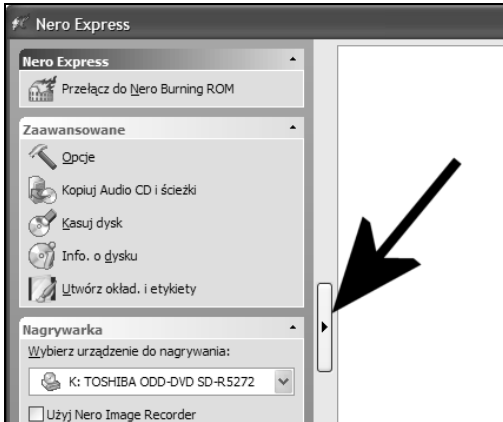 Nero Express
Nero Express
Przełącz do Nero Burning ROM
Zaawansowane
Opcje
Kopiuj Audio CD i ścieżki
Kasuj dysk
Info. o dysku
Utwórz okład. i etykiety
Nagrywarka
Wybierz urządzenie do nagrywania:
K: TOSHIBA ODD-DVD SD-R5272
Użyj Nero Image Recorder